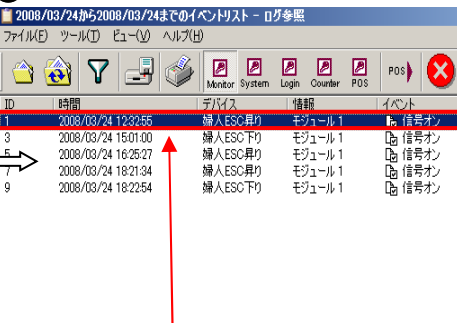 2008/03/24から2008/03/24までのイベントリスト - ログ参照
ファイル(F) ツール(T) ビュー(V) ヘルプ(H)
Monitor System Login Counter POS POS
ID 時間 デバイス 情報 イベント
1 2008/03/24 12:32:55 婦人ESC昇り モジュール 1 信号オン
3 2008/03/24 15:01:00 婦人ESC下り モジュール 1 信号オン
5 2008/03/24 16:25:27 婦人ESC昇り モジュール 1 信号オン
7 2008/03/24 18:21:34 婦人ESC昇り モジュール 1 信号オン
9 2008/03/24 18:22:54 婦人ESC下り モジュール 1 信号オン